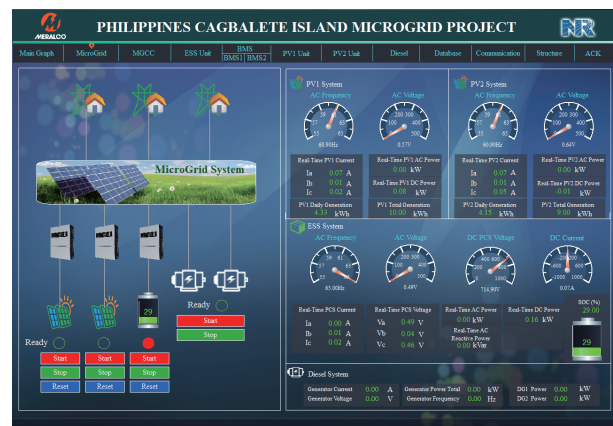 MERALCO
PHILIPPINES CAGBALETE ISLAND MICROGRID PROJECT
NR
Main Graph MicroGrid MGCC ESS Unit BMS PV1 Unit PV2 Unit Diesel Database Communication Structure ACK
BMS1 BMS2
PV1 System
AC Frequency AC Voltage
60.90Hz 0.57V
Real-Time PV1 Current Real-Time PV1 AC Power
0.00 kW
Ia 0.07 A
Ib 0.01 A Real-Time PV1 DC Power
Ic 0.02 A 0.08 kW
PV1 Daily Generation PV1 Total Generation
4.33 kWh 10.00 kWh
PV2 System
AC Frequency AC Voltage
60.90Hz 0.64V
Real-Time PV2 Current Real-Time PV2 AC Power
0.00 kW
Ia 0.07 A
Ib 0.01 A Real-Time PV2 DC Power
Ic 0.05 A -0.01 kW
PV2 Daily Generation PV2 Total Generation
4.15 kWh 9.00 kWh
MicroGrid System
ESS System
AC Frequency AC Voltage DC PCS Voltage DC Current
65.00Hz 0.49V 714.90V 0.07A
Real-Time PCS Current Real-Time PCS Voltage Real-Time AC Power Real-Time DC Power
0.00 kW 0.16 kW
Ia 0.00 A Va 0.49 V
Ib 0.01 A Vb 0.04 V
Ic 0.02 A Vc 0.46 V
Real-Time AC
Reactive Power
0.00 kVar
SOC (%)
29.00
29
29
Ready
Start
Stop
Ready
Start Start Start
Stop Stop Stop
Reset Reset Reset
Diesel System
Generator Current 0.00 A Generator Power Total 0.00 kW DG1 Power 0.00 kW
Generator Voltage 0.00 V Generator Frequency 0.00 Hz DG2 Power 0.00 kW